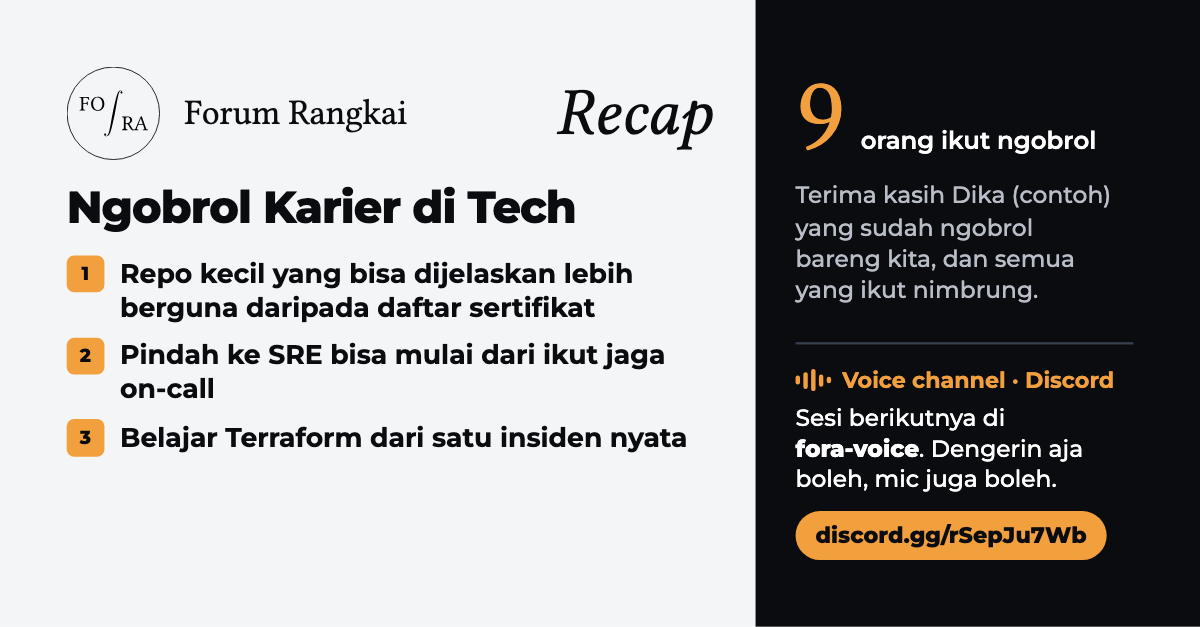 FO
RA
Forum Rangkai
Recap
Ngobrol Karier di Tech
1
Repo kecil yang bisa dijelaskan lebih
berguna daripada daftar sertifikat
2
Pindah ke SRE bisa mulai dari ikut jaga
on-call
3
Belajar Terraform dari satu insiden nyata
9 orang ikut ngobrol
Terima kasih Dika (contoh)
yang sudah ngobrol
bareng kita, dan semua
yang ikut nimbrung.
Voice channel · Discord
Sesi berikutnya di
fora-voice. Dengerin aja
boleh, mic juga boleh.
discord.gg/rSepJu7Wb